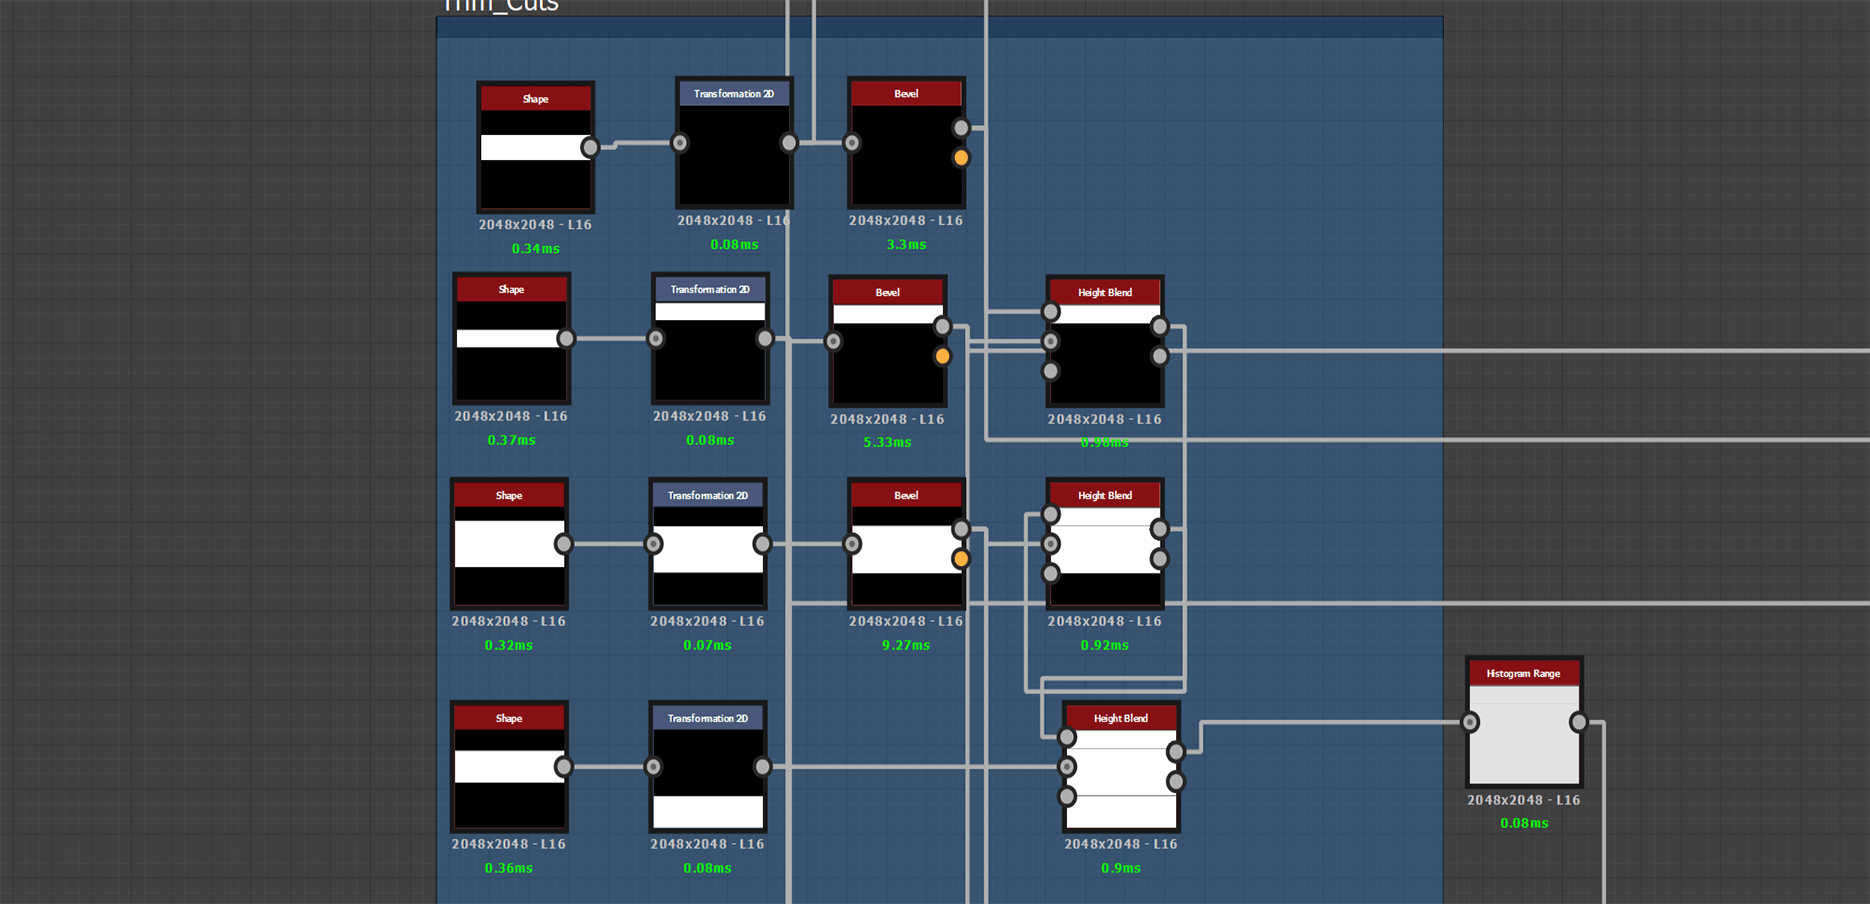 Trim_Cuts
Shape
Transformation 2D
Bevel
2048x2048 - L16
2048x2048 - L16
2048x2048 - L16
0.34ms
0.08ms
3.3ms
Shape
Transformation 2D
Bevel
Height Blend
2048x2048 - L16
2048x2048 - L16
2048x2048 - L16
2048x2048 - L16
0.37ms
0.08ms
5.33ms
0.98ms
Shape
Transformation 2D
Bevel
Height Blend
2048x2048 - L16
2048x2048 - L16
2048x2048 - L16
2048x2048 - L16
0.32ms
0.07ms
9.27ms
0.92ms
Histogram Range
2048x2048 - L16
0.08ms
Shape
Transformation 2D
Height Blend
2048x2048 - L16
2048x2048 - L16
2048x2048 - L16
0.36ms
0.08ms
0.9ms